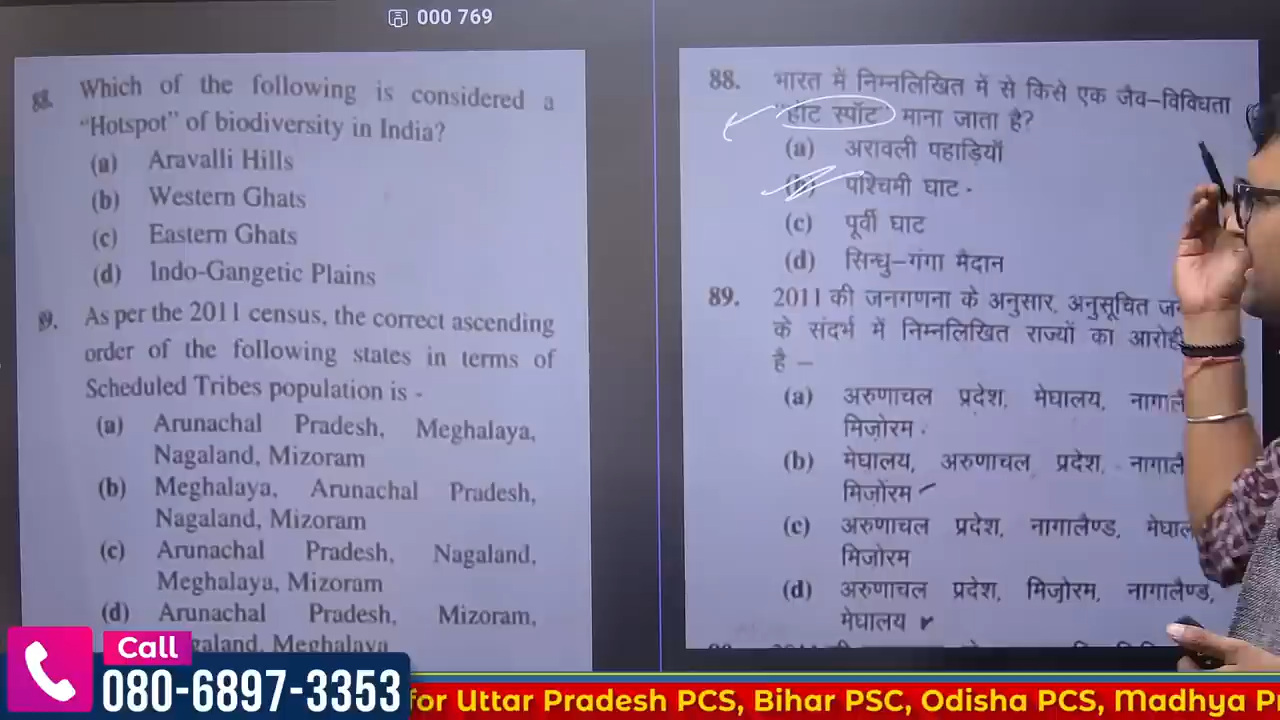 000 769
88. Which of the following is considered a
"Hotspot" of biodiversity in India?
(a) Aravalli Hills
(b) Western Ghats
(c) Eastern Ghats
(d) Indo-Gangetic Plains
89. As per the 2011 census, the correct ascending
order of the following states in terms of
Scheduled Tribes population is -
(a) Arunachal Pradesh, Meghalaya,
Nagaland, Mizoram
(b) Meghalaya, Arunachal Pradesh,
Nagaland, Mizoram
(c) Arunachal Pradesh, Nagaland,
Meghalaya, Mizoram
(d) Arunachal Pradesh, Mizoram,
Meghalaya
88. भारत में निम्नलिखित में से किसे एक जैव-विविधता
"हॉट स्पॉट" माना जाता है?
(a) अरावली पहाड़ियाँ
(b) पश्चिमी घाट
(c) पूर्वी घाट
(d) सिन्धु-गंगा मैदान
89. 2011 की जनगणना के अनुसार, अनुसूचित
के संदर्भ में निम्नलिखित राज्यों का
है –
(a) अरुणाचल प्रदेश, मेघालय,
मिज़ोरम
(b) मेघालय, अरुणाचल प्रदेश,
मिजोंरम
(c) अरुणाचल प्रदेश, नागालैण्ड,
मिजोरम
(d) अरुणाचल प्रदेश, मिज़ोरम, नागालैण्ड,
मेघालय
Call
080-6897-3353
for Uttar Pradesh PCS, Bihar PSC, Odisha PCS, Madhya